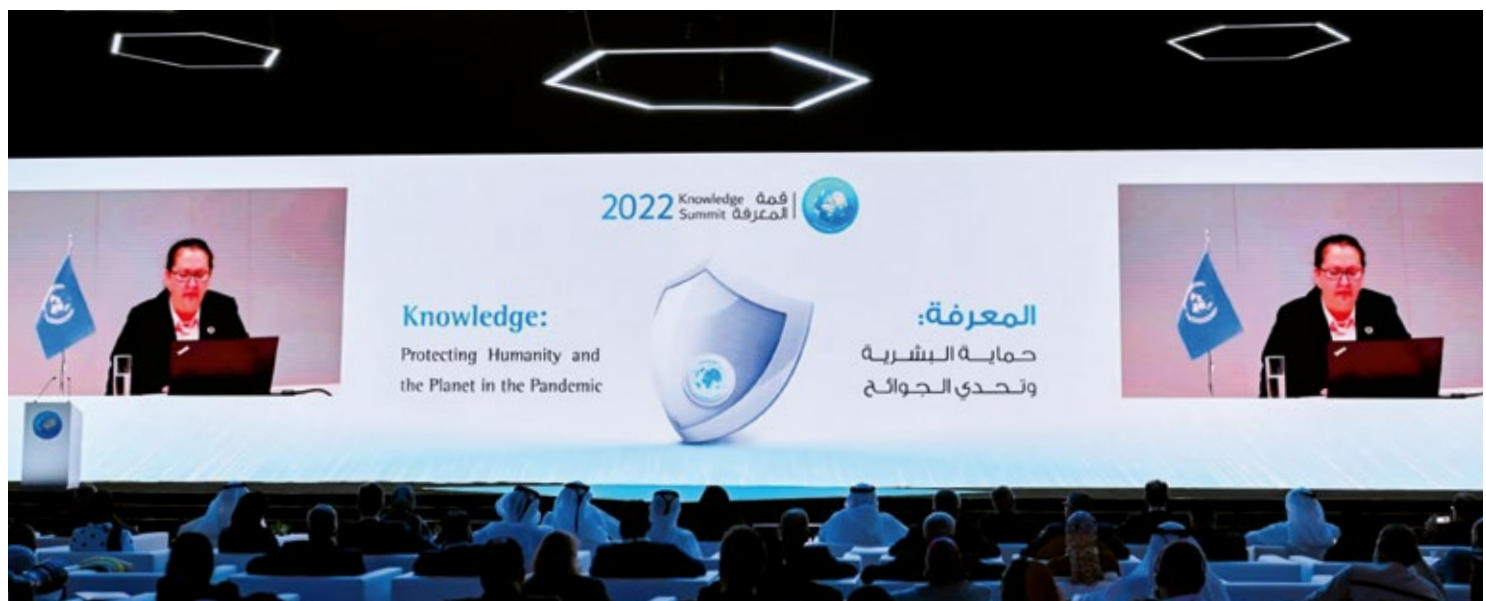 2022 Knowledge Summit قمة المعرفة
Knowledge:
Protecting Humanity and
the Planet in the Pandemic
المعرفة:
حماية البشرية
وتحدي الجوائح